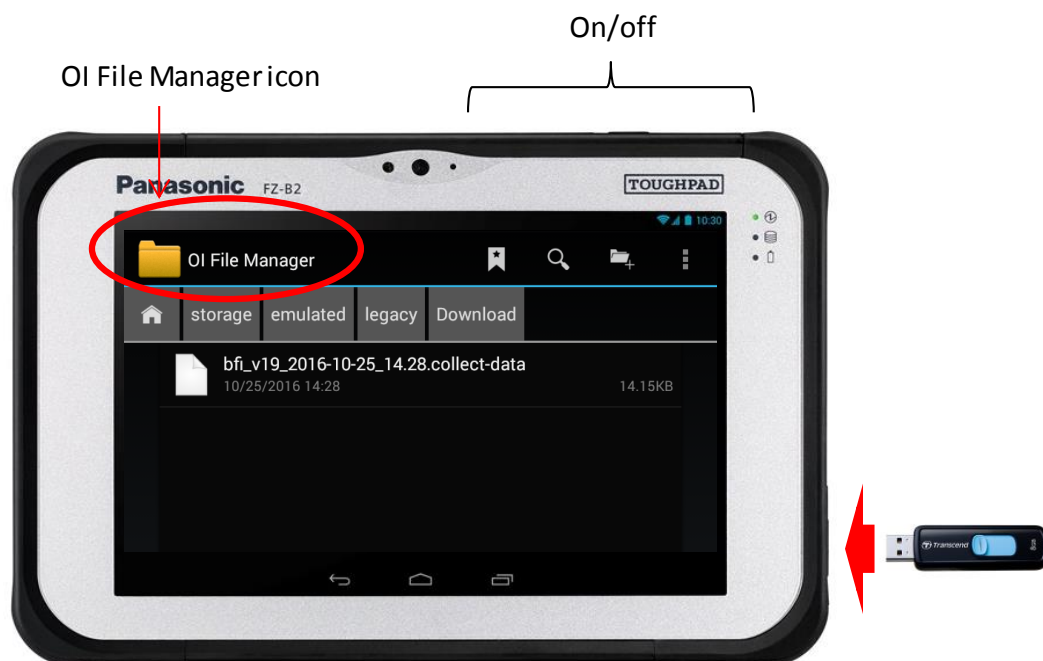 On/off
OI File Manager icon
Panasonic FZ-B2
TOUGHPAD
10:30
OI File Manager
storage emulated legacy Download
bfi_v19_2016-10-25_14.28.collect-data
10/25/2016 14:28 14.15KB
Transcend
8GB